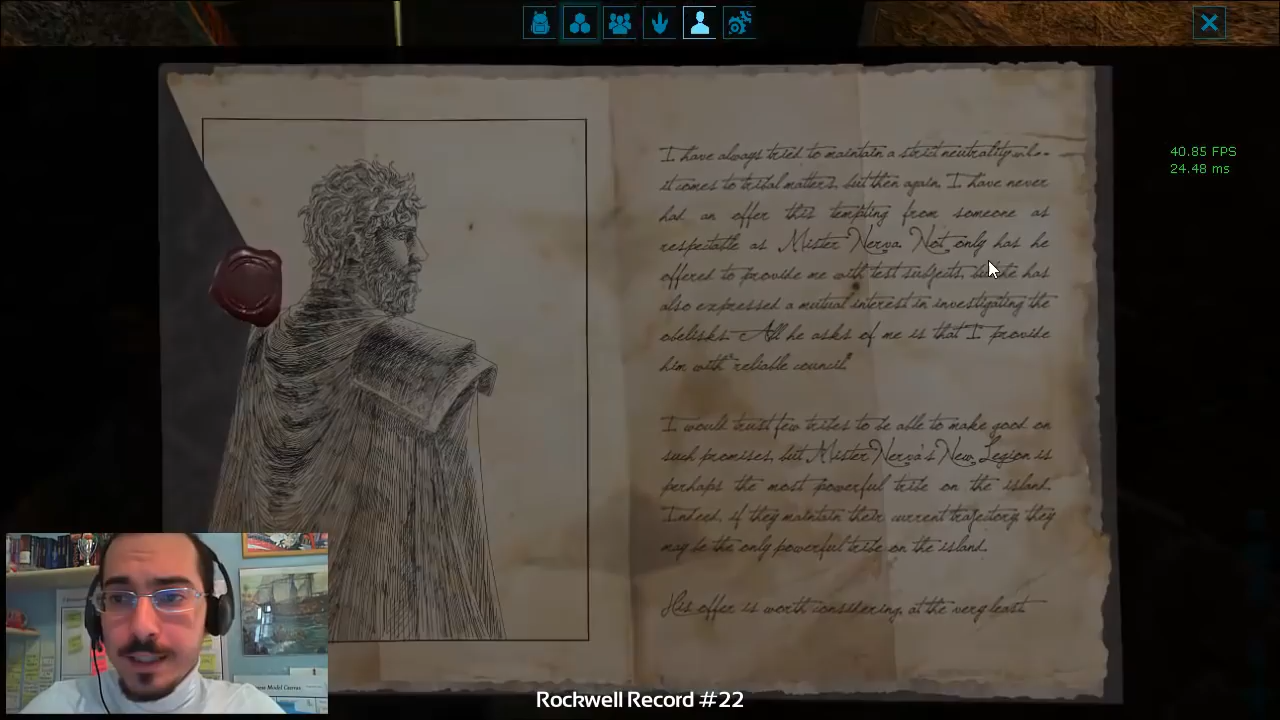 40.85 FPS
24.48 ms
I have always tried to maintain a strict neutrality
it comes to tribal matters, but then again, I have never
had an offer this tempting from someone as
respectable as Mister Nerva. Not only has he
offered to provide me with test subjects, but he has
also expressed a mutual interest in investigating the
obelisks. All he asks of me is that I provide
him with "reliable council."
I would trust few tribes to be able to make good on
such promises, but Mister Nerva's New Legion is
perhaps the most powerful tribe on the island.
Indeed, if they maintain their current trajectory, they
may be the only powerful tribe on the island.
His offer is worth considering, at the very least
Model Canvas
Rockwell Record #22